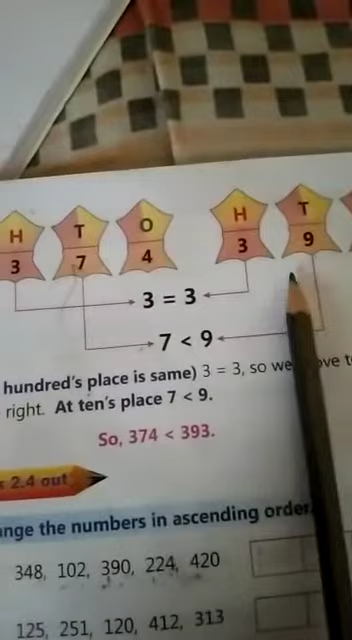 H T O H T
3 7 4 3 9
3 = 3
7 < 9
hundred's place is same) 3 = 3, so we
right. At ten's place 7 < 9.
So, 374 < 393.
2.4 out
the numbers in ascending order
348, 102, 390, 224, 420
125, 251, 120, 412, 313